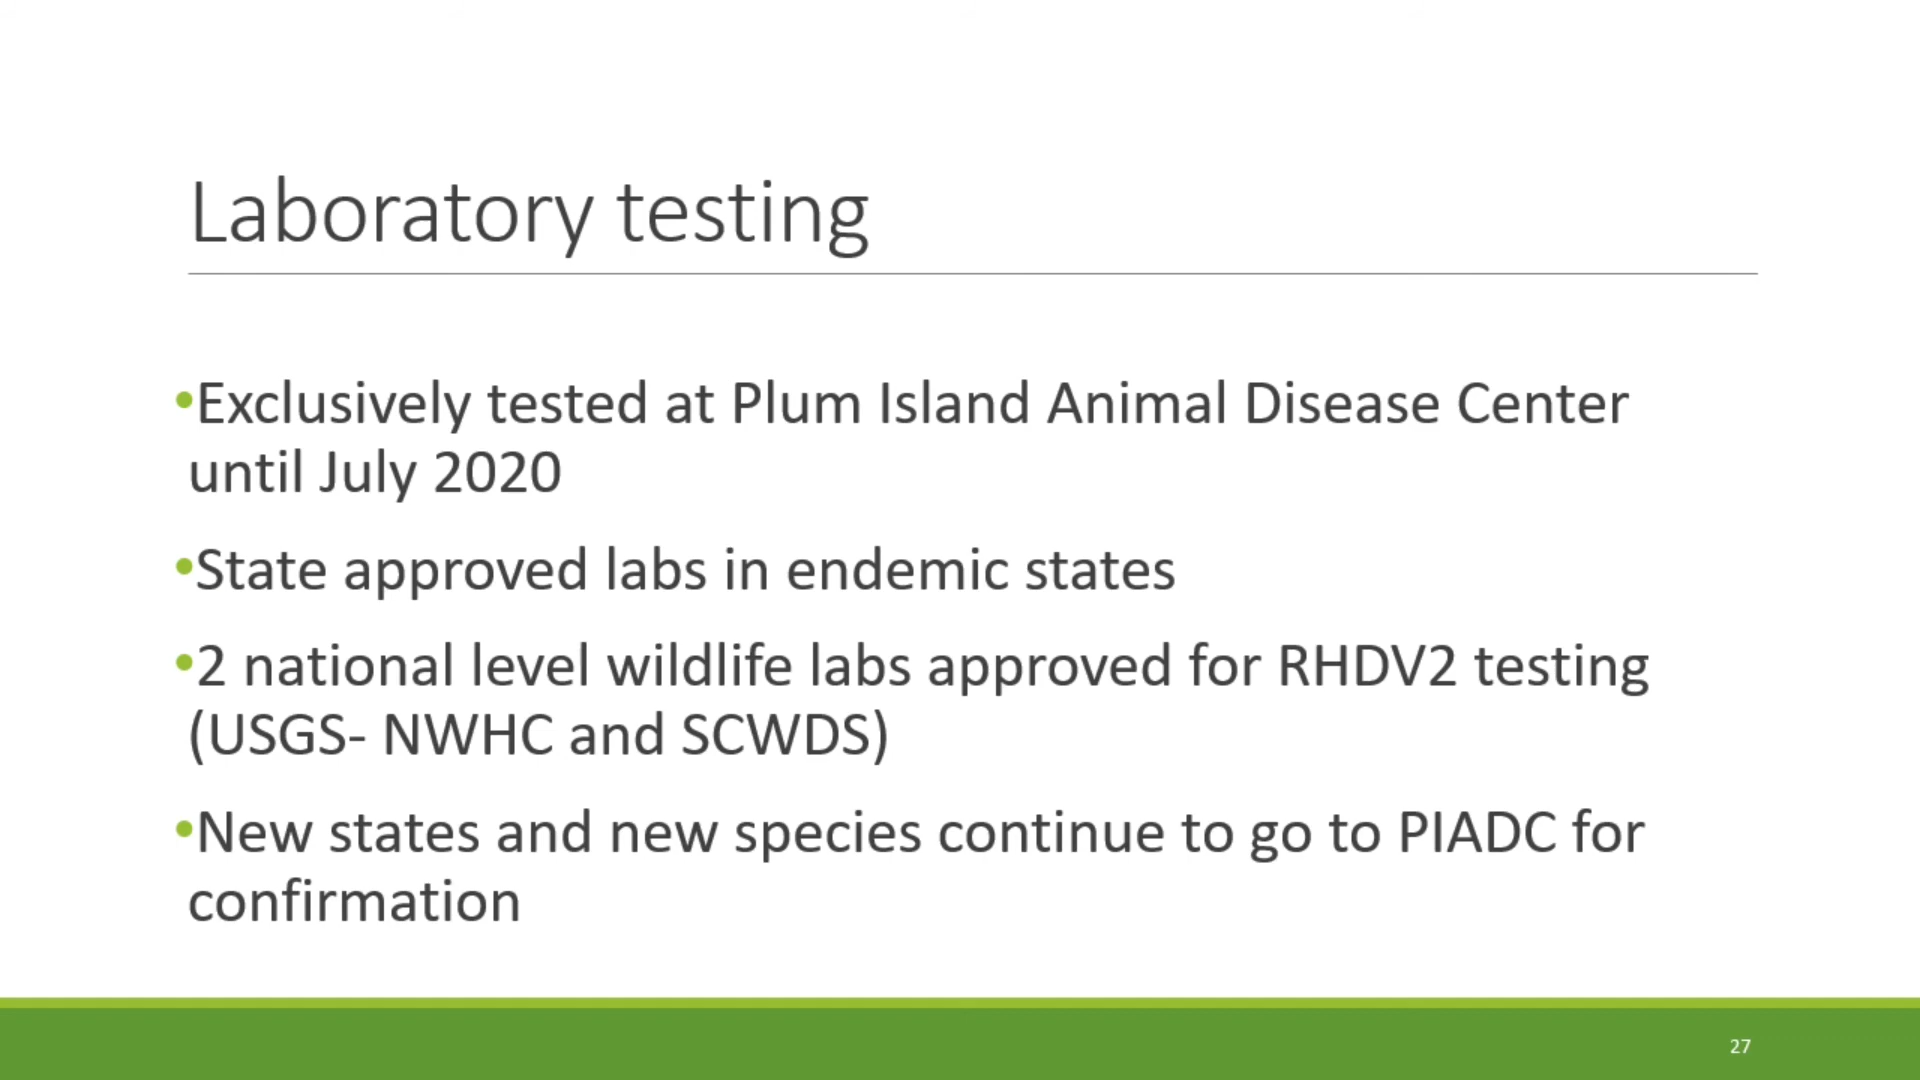 Laboratory testing
•Exclusively tested at Plum Island Animal Disease Center
until July 2020
•State approved labs in endemic states
•2 national level wildlife labs approved for RHDV2 testing
(USGS- NWHC and SCWDS)
•New states and new species continue to go to PIADC for
confirmation
27